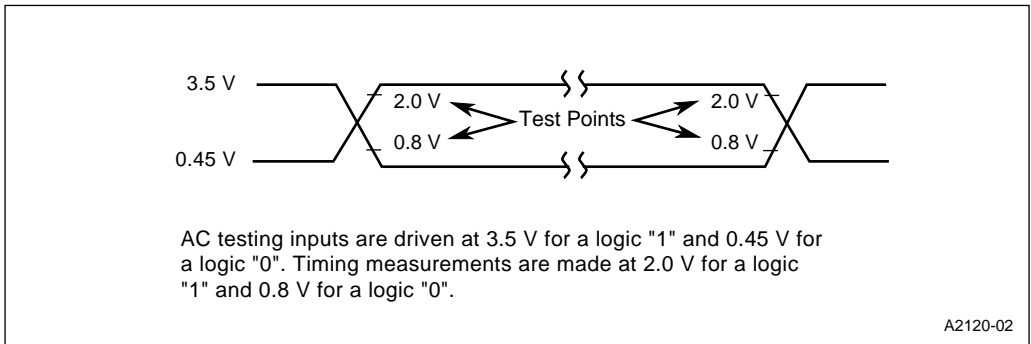 3.5 V
2.0 V
2.0 V
Test Points
0.8 V
0.8 V
0.45 V
AC testing inputs are driven at 3.5 V for a logic "1" and 0.45 V for
a logic "0". Timing measurements are made at 2.0 V for a logic
"1" and 0.8 V for a logic "0".
A2120-02